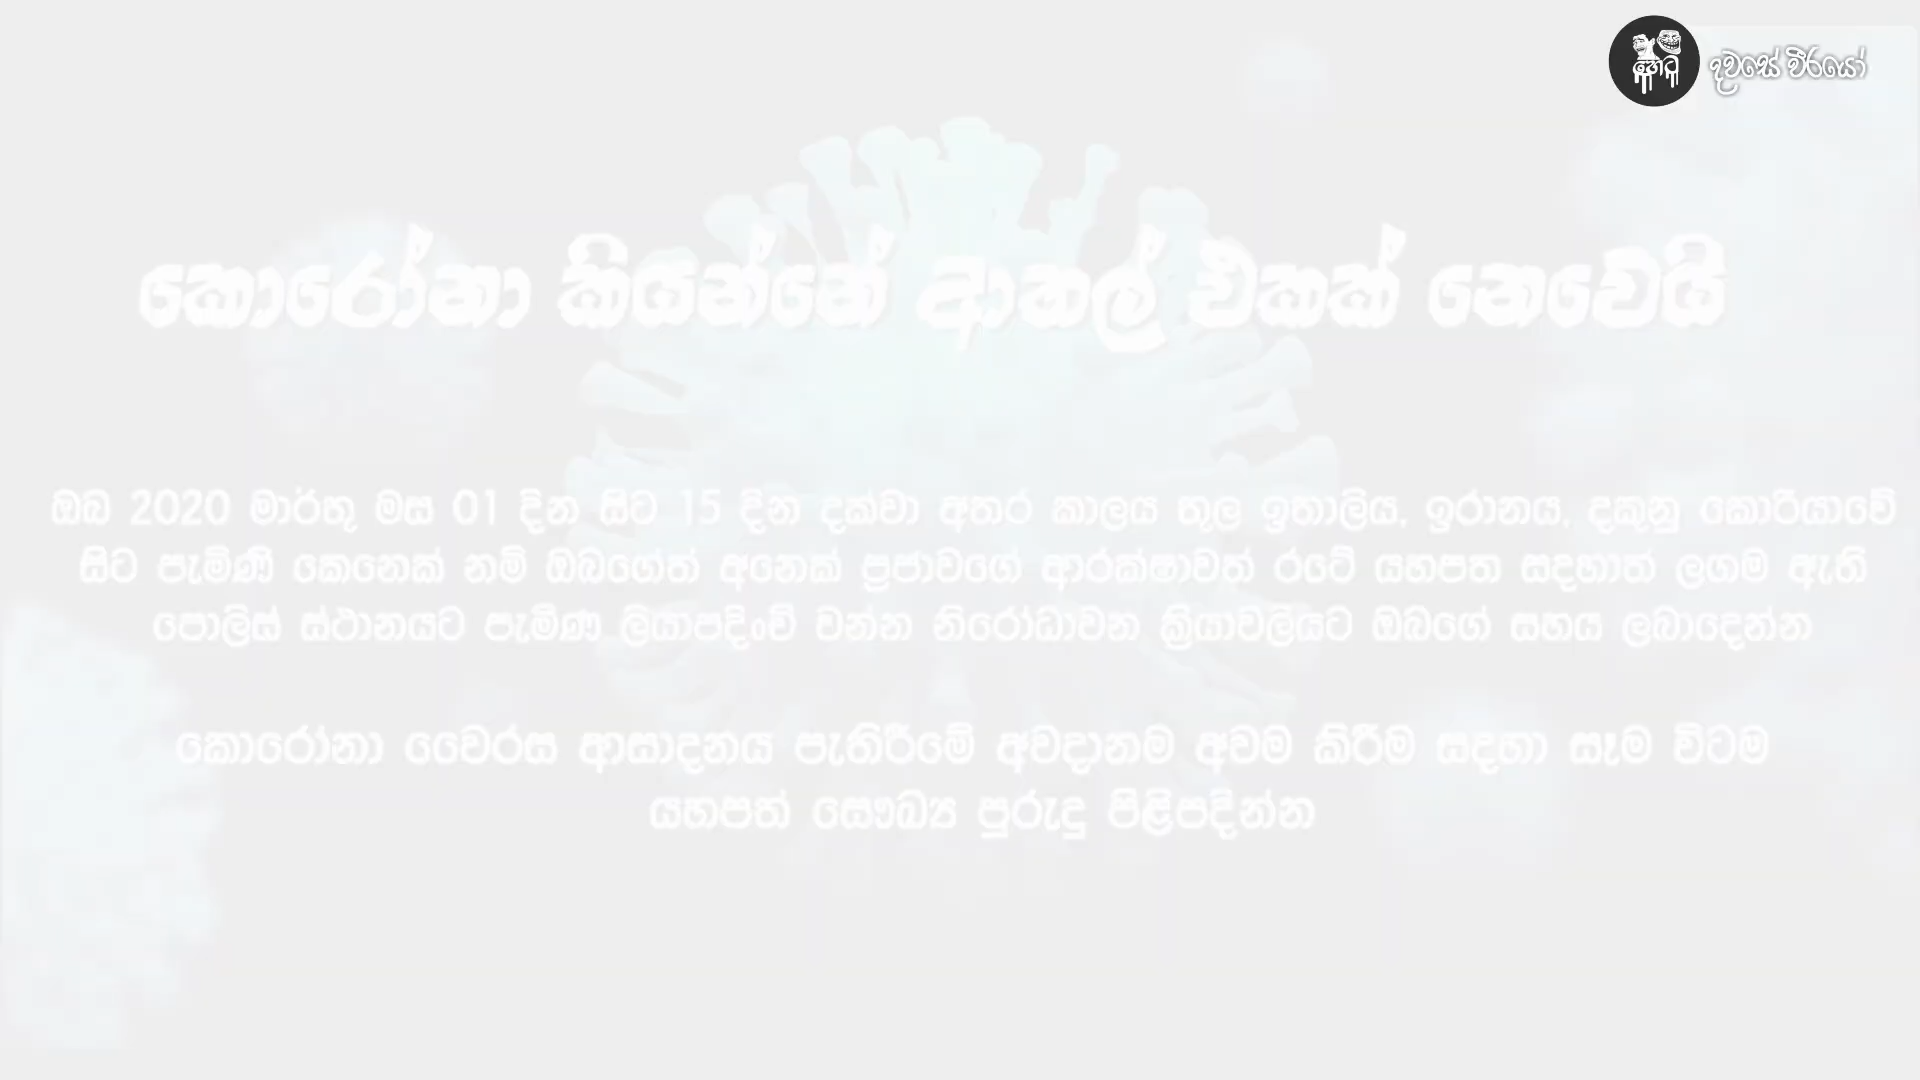 හෙට
දවසේ වීරයෝ
කොරෝනා කියන්නේ ආතල් එකක් නෙවෙයි
ඔබ 2020 මාර්තු මස 01 දින සිට 15 දින දක්වා අතර කාලය තුල ඉතාලිය, ඉරානය, දකුනු කොරියාවේ
සිට පැමිණි කෙනෙක් නම් ඔබගේත් අනෙක් ප්‍රජාවගේ ආරක්ෂාවත් රටේ යහපත සදහාත් ලගම ඇති
පොලිස් ස්ථානයට පැමිණ ලියාපදිංචි වන්න නිරෝධාවන ක්‍රියාවලියට ඔබගේ සහය ලබාදෙන්න
කොරෝනා වෛරස ආසාදනය පැතිරීමේ අවදානම අවම කිරීම සදහා සෑම විටම
යහපත් සෞඛ්‍ය පුරුදු පිළිපදින්න